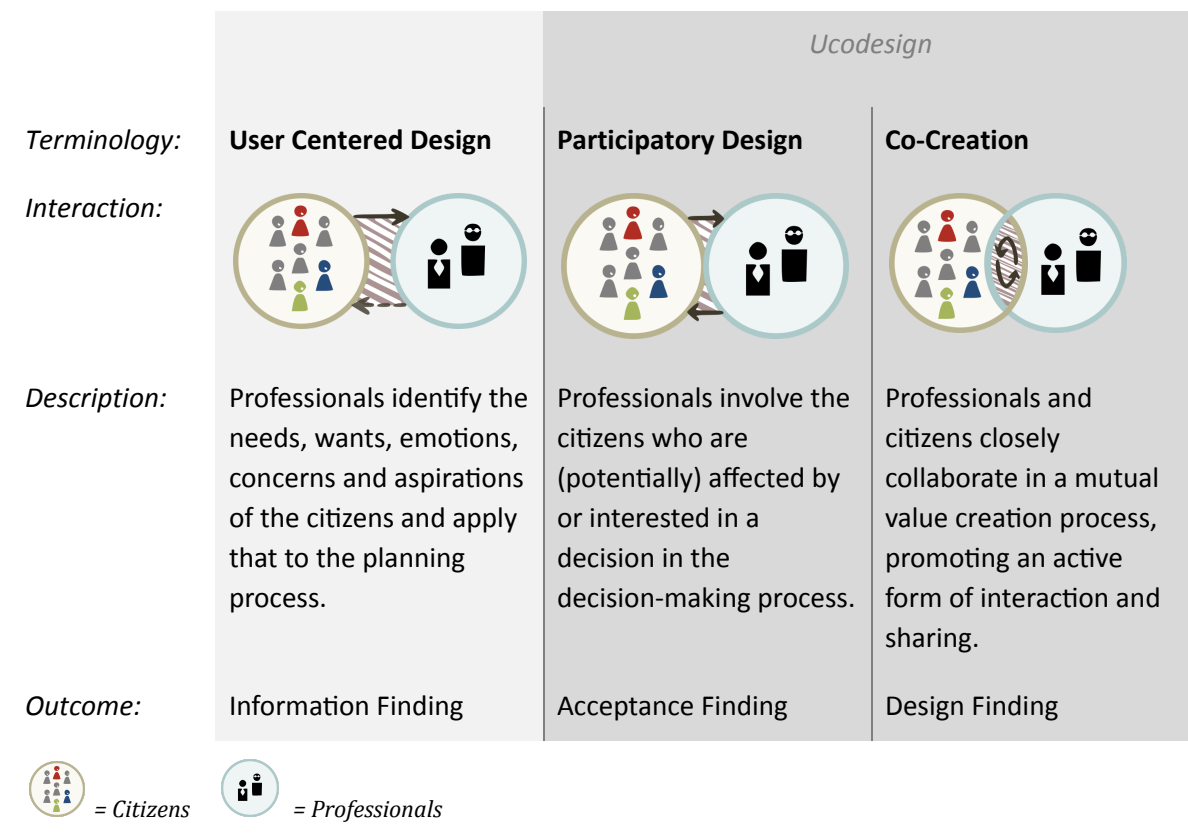 Ucodesign
Terminology:
User Centered Design
Participatory Design
Co-Creation
Interaction:
Description:
Professionals identify the
needs, wants, emotions,
concerns and aspirations
of the citizens and apply
that to the planning
process.
Professionals involve the
citizens who are
(potentially) affected by
or interested in a
decision in the
decision-making process.
Professionals and
citizens closely
collaborate in a mutual
value creation process,
promoting an active
form of interaction and
sharing.
Outcome:
Information Finding
Acceptance Finding
Design Finding
= Citizens
= Professionals